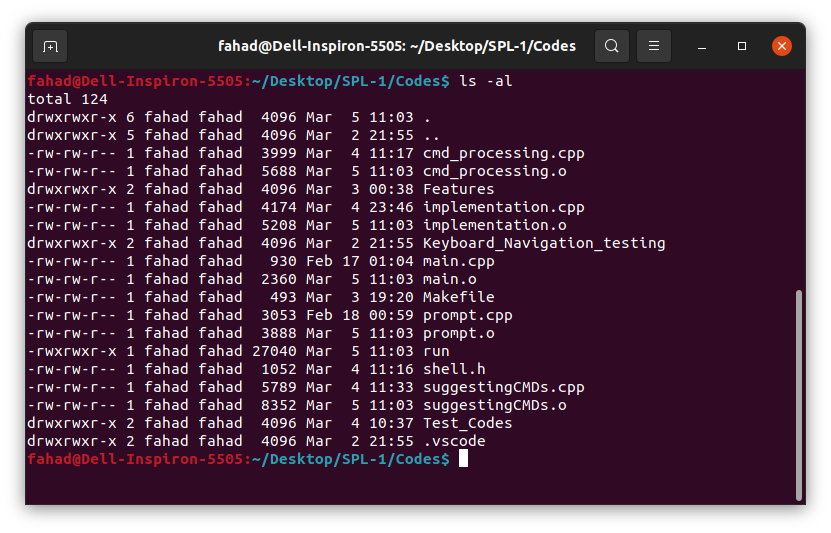 fahad@Dell-Inspiron-5505: ~/Desktop/SPL-1/Codes
fahad@Dell-Inspiron-5505:~/Desktop/SPL-1/Codes$ ls -al
total 124
drwxrwxr-x 6 fahad fahad  4096 Mar  5 11:03 .
drwxrwxr-x 5 fahad fahad  4096 Mar  2 21:55 ..
-rw-rw-r-- 1 fahad fahad  3999 Mar  4 11:17 cmd_processing.cpp
-rw-rw-r-- 1 fahad fahad  5688 Mar  5 11:03 cmd_processing.o
drwxrwxr-x 2 fahad fahad  4096 Mar  3 00:38 Features
-rw-rw-r-- 1 fahad fahad  4174 Mar  4 23:46 implementation.cpp
-rw-rw-r-- 1 fahad fahad  5208 Mar  5 11:03 implementation.o
drwxrwxr-x 2 fahad fahad  4096 Mar  2 21:55 Keyboard_Navigation_testing
-rw-rw-r-- 1 fahad fahad   930 Feb 17 01:04 main.cpp
-rw-rw-r-- 1 fahad fahad  2360 Mar  5 11:03 main.o
-rw-rw-r-- 1 fahad fahad   493 Mar  3 19:20 Makefile
-rw-rw-r-- 1 fahad fahad  3053 Feb 18 00:59 prompt.cpp
-rw-rw-r-- 1 fahad fahad  3888 Mar  5 11:03 prompt.o
-rwxrwxr-x 1 fahad fahad 27040 Mar  5 11:03 run
-rw-rw-r-- 1 fahad fahad  1052 Mar  4 11:16 shell.h
-rw-rw-r-- 1 fahad fahad  5789 Mar  4 11:33 suggestingCMDs.cpp
-rw-rw-r-- 1 fahad fahad  8352 Mar  5 11:03 suggestingCMDs.o
drwxrwxr-x 2 fahad fahad  4096 Mar  4 10:37 Test_Codes
drwxrwxr-x 2 fahad fahad  4096 Mar  2 21:55 .vscode
fahad@Dell-Inspiron-5505:~/Desktop/SPL-1/Codes$